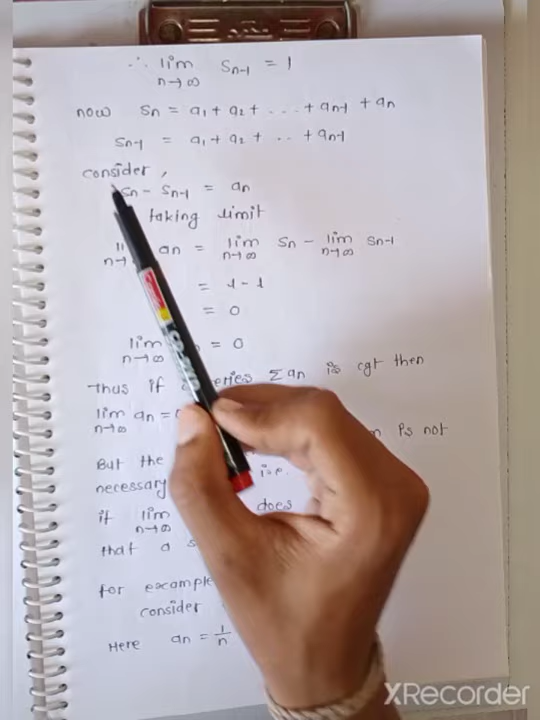 ∴ lim n→∞ Sn-1 = 1
now Sn = a1 + a2 + ... + an-1 + an
Sn-1 = a1 + a2 + .. + an-1
consider,
Sn - Sn-1 = an
taking limit
an = lim n→∞ Sn - lim n→∞ Sn-1
= 1 - 1
= 0
lim n→∞ = 0
Thus if Σan is cgt then
lim n→∞ an =
But the is not
necessary i.e.
if lim n→∞ does
that a
for example
consider
Here an = 1/n
XRecorder